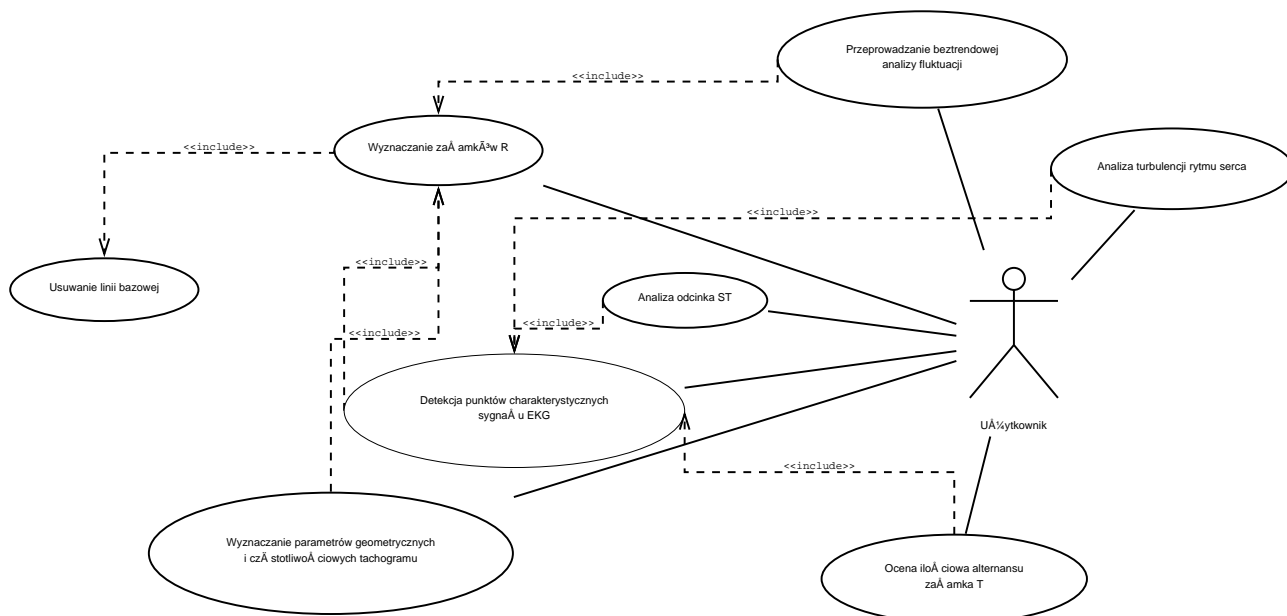 Przeprowadzanie beztrendowej
analizy fluktuacji
<<include>>
Wyznaczanie zaÅ amkÃ³w R
<<include>>
Analiza turbulencji rytmu serca
<<include>>
Usuwanie linii bazowej
<<include>>
Analiza odcinka ST
<<include>>
<<include>>
Detekcja punktów charakterystycznych
sygnaÅ u EKG
UÅ¼ytkownik
<<include>>
Wyznaczanie parametrów geometrycznych
i czÄ stotliwoÅ ciowych tachogramu
Ocena iloÅ ciowa alternansu
zaÅ amka T